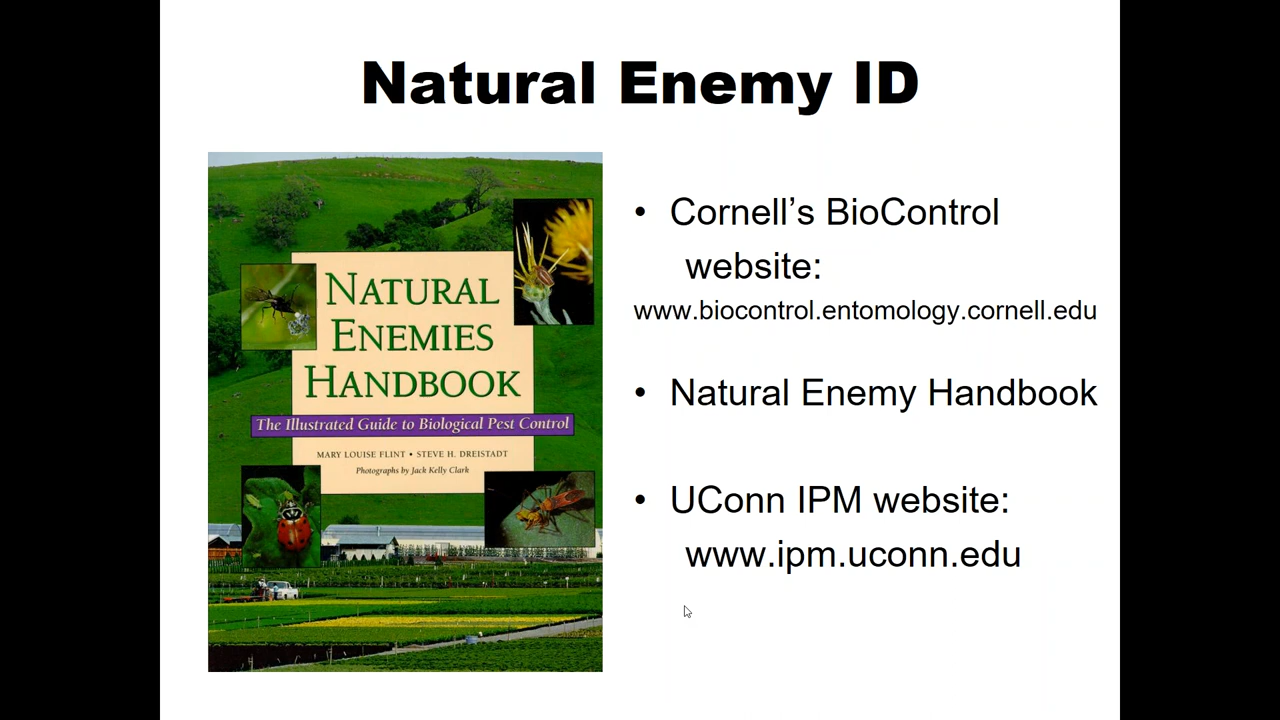 Natural Enemy ID
NATURAL
ENEMIES
HANDBOOK
The Illustrated Guide to Biological Pest Control
MARY LOUISE FLINT • STEVE H. DREISTADT
Photographs by Jack Kelly Clark
• Cornell’s BioControl
website:
www.biocontrol.entomology.cornell.edu
• Natural Enemy Handbook
• UConn IPM website:
www.ipm.uconn.edu